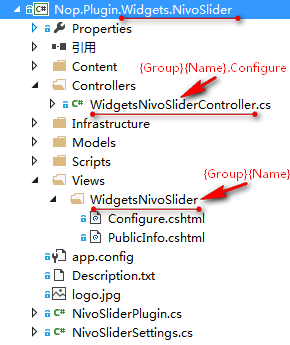 Nop.Plugin.Widgets.NivoSlider
Properties
引用
Content
{Group}{Name}.Configure
Controllers
C# WidgetsNivoSliderController.cs
Infrastructure
Models
Scripts
{Group}{Name}
Views
WidgetsNivoSlider
Configure.cshtml
PublicInfo.cshtml
app.config
Description.txt
logo.jpg
C# NivoSliderPlugin.cs
C# NivoSliderSettings.cs